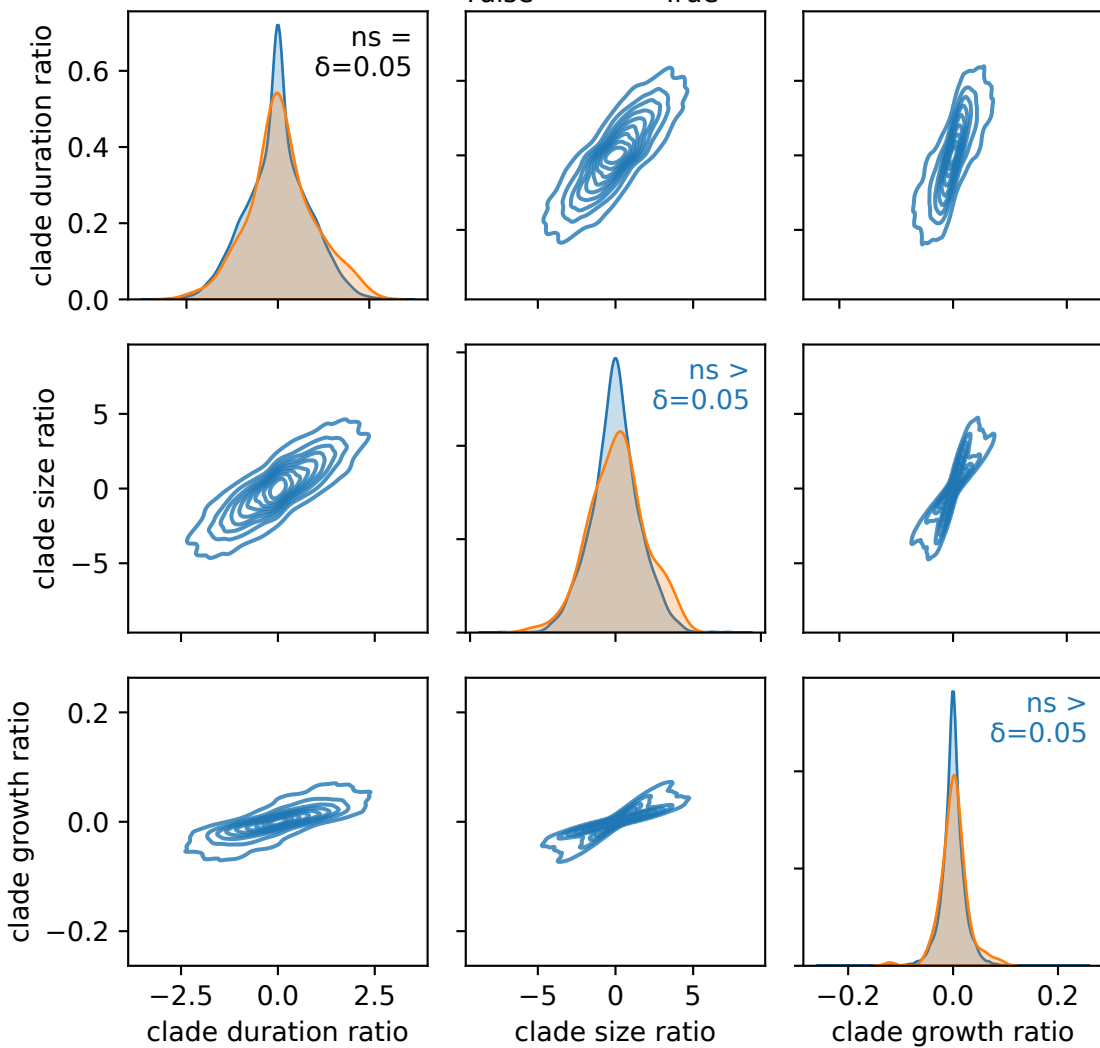 ns =
δ=0.05
clade duration ratio
0.6
0.4
0.2
0.0
ns >
δ=0.05
clade size ratio
5
0
−5
ns >
δ=0.05
clade growth ratio
0.2
0.0
−0.2
−2.5 0.0 2.5
−5 0 5
−0.2 0.0 0.2
clade duration ratio
clade size ratio
clade growth ratio